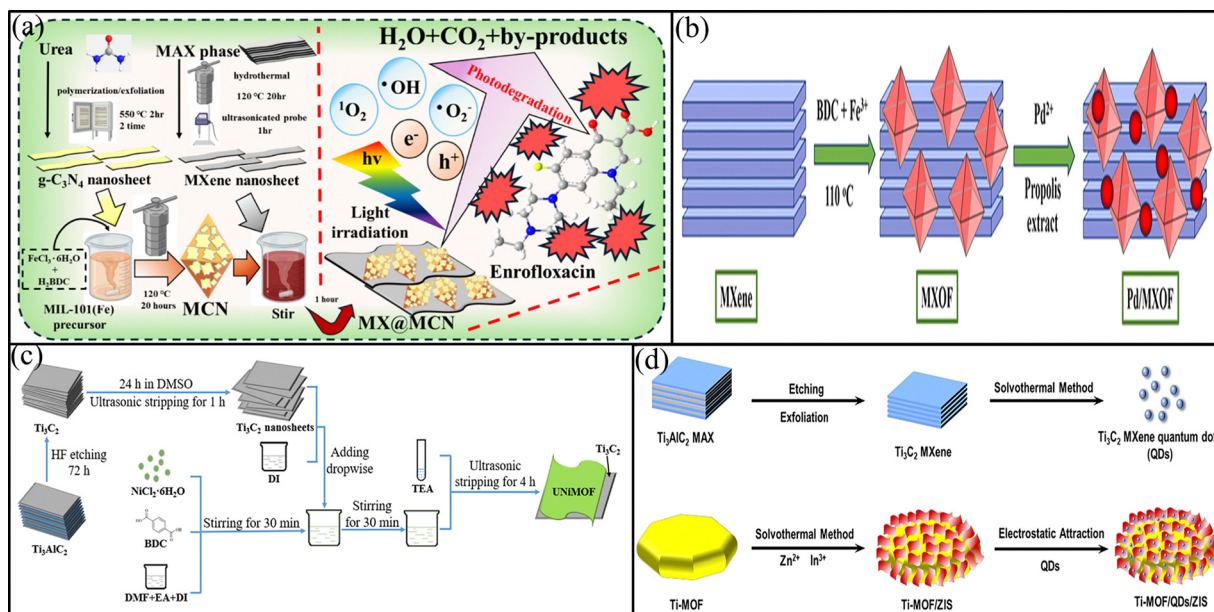 (a)
Urea
MAX phase
polymerization/exfoliation
550 °C 2hr
2 time
hydrothermal
120 °C 20hr
ultrasonicated probe
1hr
g-C₃N₄ nanosheet
MXene nanosheet
FeCl₃·6H₂O
+
H₂BDC
MIL-101(Fe)
precursor
120 °C
20 hours
MCN
Stir
1 hour
MX@MCN
H₂O+CO₂+by-products
Photodegradation
¹O₂
•OH
•O₂⁻
e⁻
h⁺
hν
Light
irradiation
Enrofloxacin
(b)
BDC + Fe³⁺
110 °C
Pd²⁺
Propolis
extract
MXene
MXOF
Pd/MXOF
(c)
24 h in DMSO
Ultrasonic stripping for 1 h
Ti₃C₂
Ti₃C₂ nanosheets
HF etching
72 h
DI
Adding
dropwise
NiCl₂·6H₂O
BDC
Ti₃AlC₂
DMF+EA+DI
Stirring for 30 min
Stirring
for 30 min
TEA
Ultrasonic
stripping for 4 h
Ti₃C₂
UNiMOF
(d)
Ti₃AlC₂ MAX
Etching
Exfoliation
Ti₃C₂ MXene
Solvothermal Method
Ti₃C₂ MXene quantum dot
(QDs)
Ti-MOF
Solvothermal Method
Zn²⁺ In³⁺
Ti-MOF/ZIS
Electrostatic Attraction
QDs
Ti-MOF/QDs/ZIS